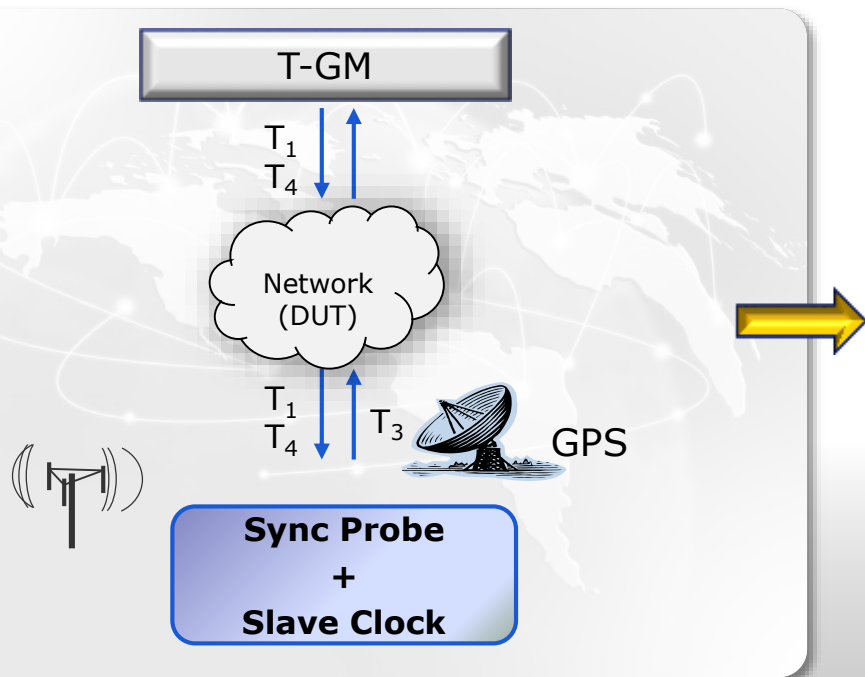 T-GM
T₁
T₄
Network
(DUT)
T₁
T₄
T₃
GPS
Sync Probe
+
Slave Clock